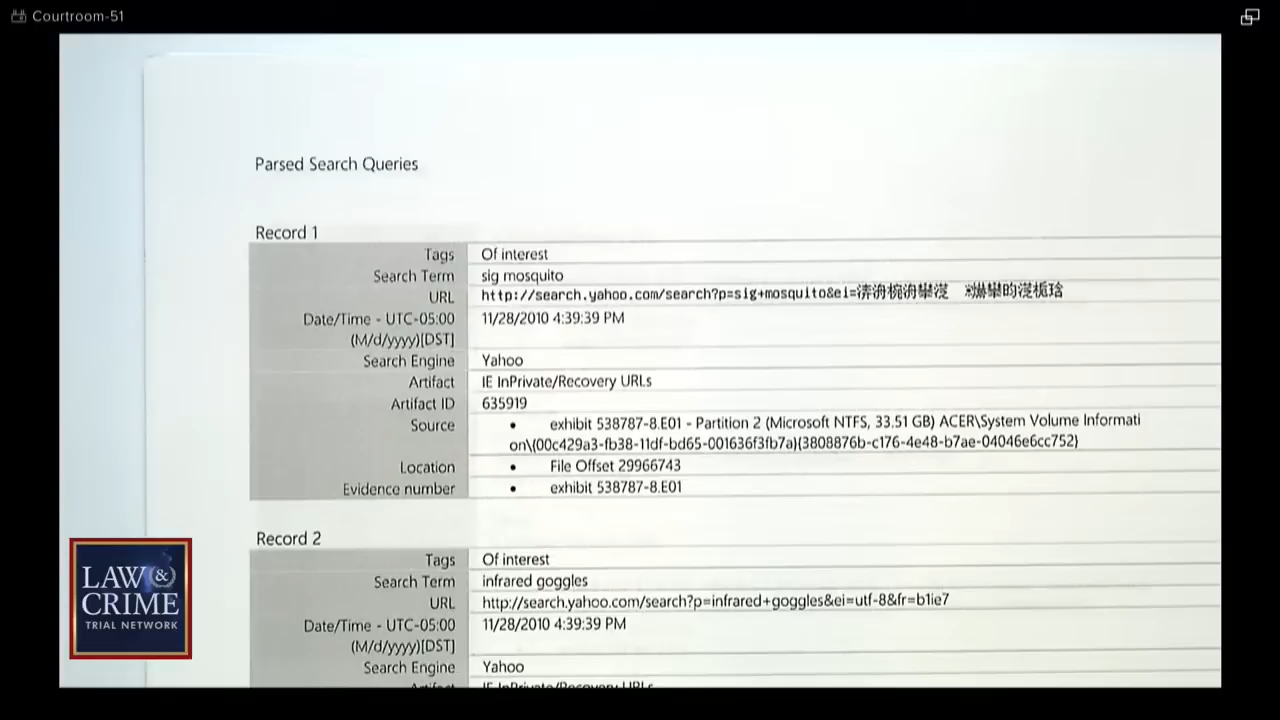 Courtroom-51
Parsed Search Queries
Record 1
Tags Of interest
Search Term sig mosquito
URL http://search.yahoo.com/search?p=sig+mosquito&ei=
Date/Time - UTC-05:00 11/28/2010 4:39:39 PM
(M/d/yyyy)[DST]
Search Engine Yahoo
Artifact IE InPrivate/Recovery URLs
Artifact ID 635919
Source • exhibit 538787-8.E01 - Partition 2 (Microsoft NTFS, 33.51 GB) ACER\System Volume Informati
on\{00c429a3-fb38-11df-bd65-001636f3fb7a}{3808876b-c176-4e48-b7ae-04046e6cc752}
Location • File Offset 29966743
Evidence number • exhibit 538787-8.E01
Record 2
Tags Of interest
Search Term infrared goggles
URL http://search.yahoo.com/search?p=infrared+goggles&ei=utf-8&fr=b1ie7
Date/Time - UTC-05:00 11/28/2010 4:39:39 PM
(M/d/yyyy)[DST]
Search Engine Yahoo
Artifact IE InPrivate/Recovery URLs
LAW &
CRIME
TRIAL NETWORK